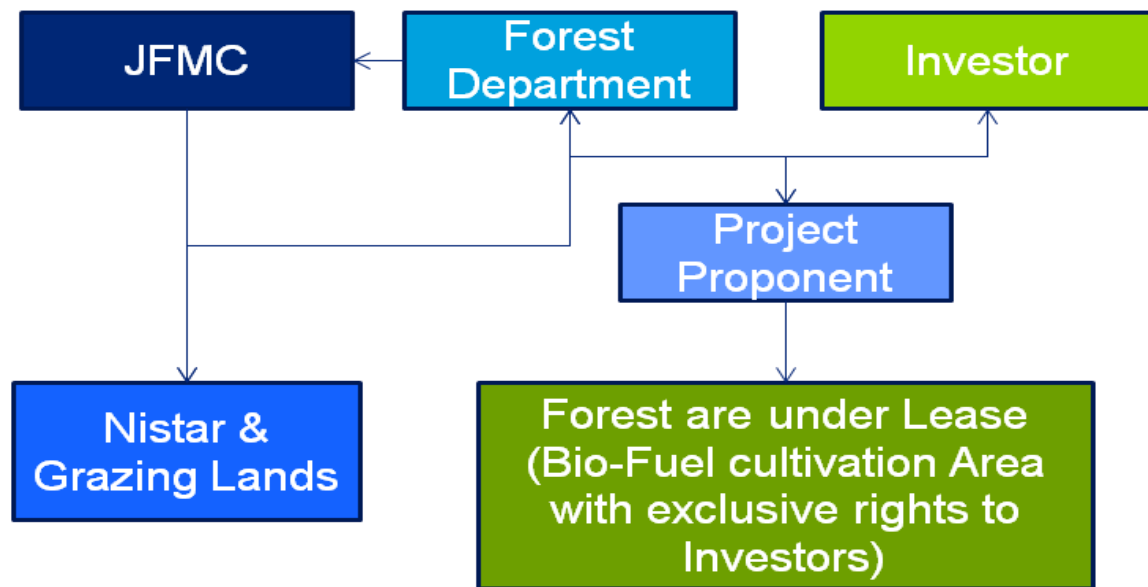 JFMC
Forest
Department
Investor
Project
Proponent
Nistar &
Grazing Lands
Forest are under Lease
(Bio-Fuel cultivation Area
with exclusive rights to
Investors)